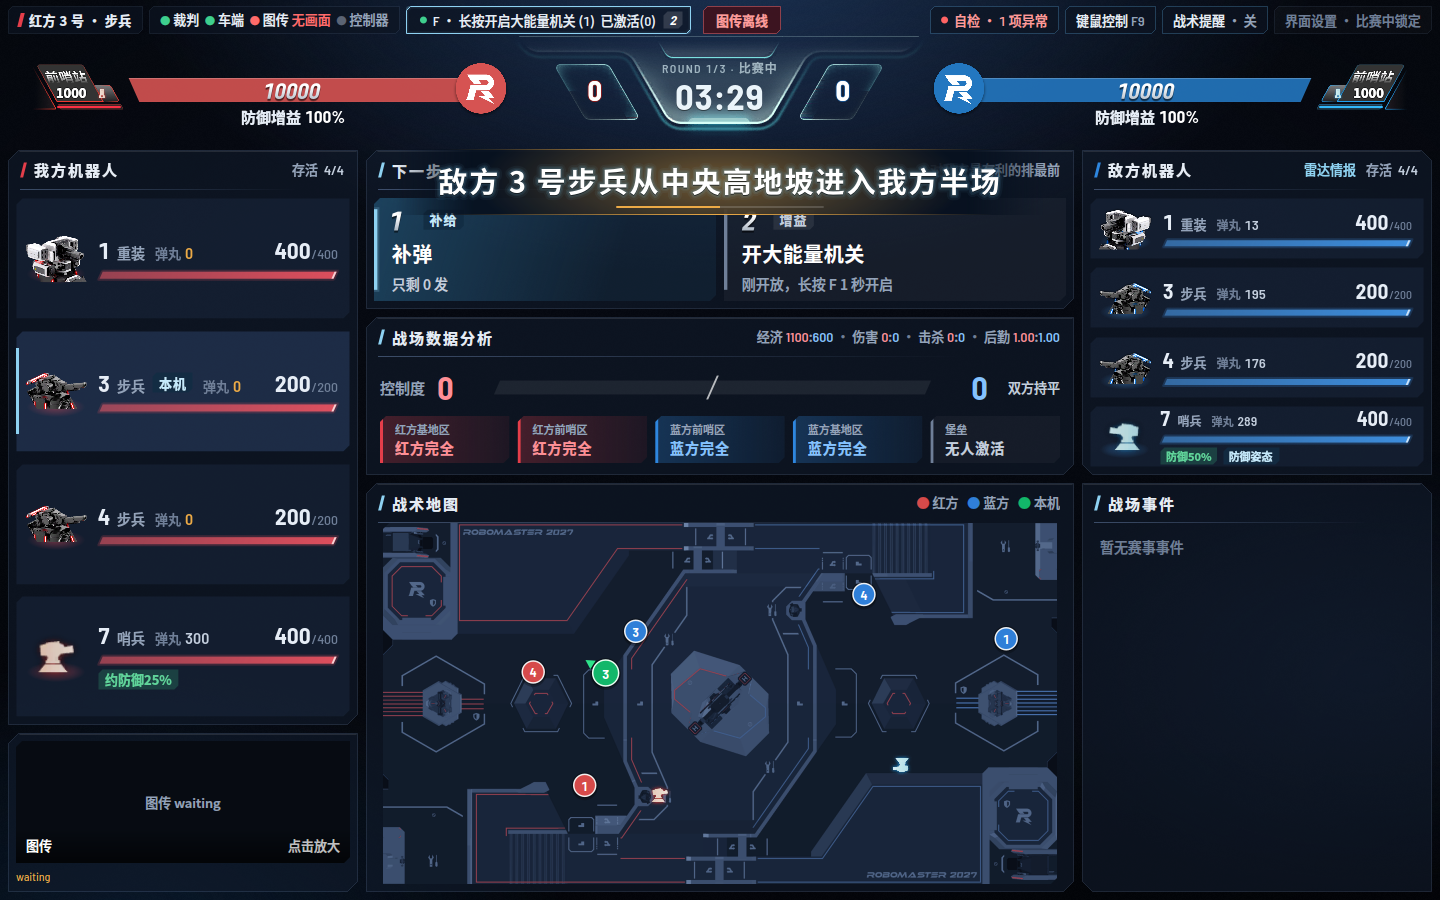 红方 3 号 · 步兵
裁判 车端 图传 无画面 控制器
F · 长按开启大能量机关 (1) 已激活(0) 2
图传离线
自检 · 1 项异常
键鼠控制 F9
战术提醒 · 关
界面设置 · 比赛中锁定
前哨站
1000
10000
防御增益 100%
0
ROUND 1/3 · 比赛中
03:29
0
10000
防御增益 100%
前哨站
1000
我方机器人 存活 4/4
1 重装 弹丸 0 400/400
3 步兵 本机 弹丸 0 200/200
4 步兵 弹丸 0 200/200
7 哨兵 弹丸 300 400/400
约防御25%
图传 waiting
图传 点击放大
waiting
下一步 利的排最前
敌方 3 号步兵从中央高地坡进入我方半场
1 补给
补弹
只剩 0 发
2 增益
开大能量机关
刚开放，长按 F 1 秒开启
战场数据分析 经济 1100:600 · 伤害 0:0 · 击杀 0:0 · 后勤 1.00:1.00
控制度 0 0 双方持平
红方基地区
红方完全
红方前哨区
红方完全
蓝方前哨区
蓝方完全
蓝方基地区
蓝方完全
堡垒
无人激活
战术地图 红方 蓝方 本机
ROBOMASTER 2027
4
3
1
4
3
1
ROBOMASTER 2027
敌方机器人 雷达情报 存活 4/4
1 重装 弹丸 13 400/400
3 步兵 弹丸 195 200/200
4 步兵 弹丸 176 200/200
7 哨兵 弹丸 289 400/400
防御50% 防御姿态
战场事件
暂无赛事事件